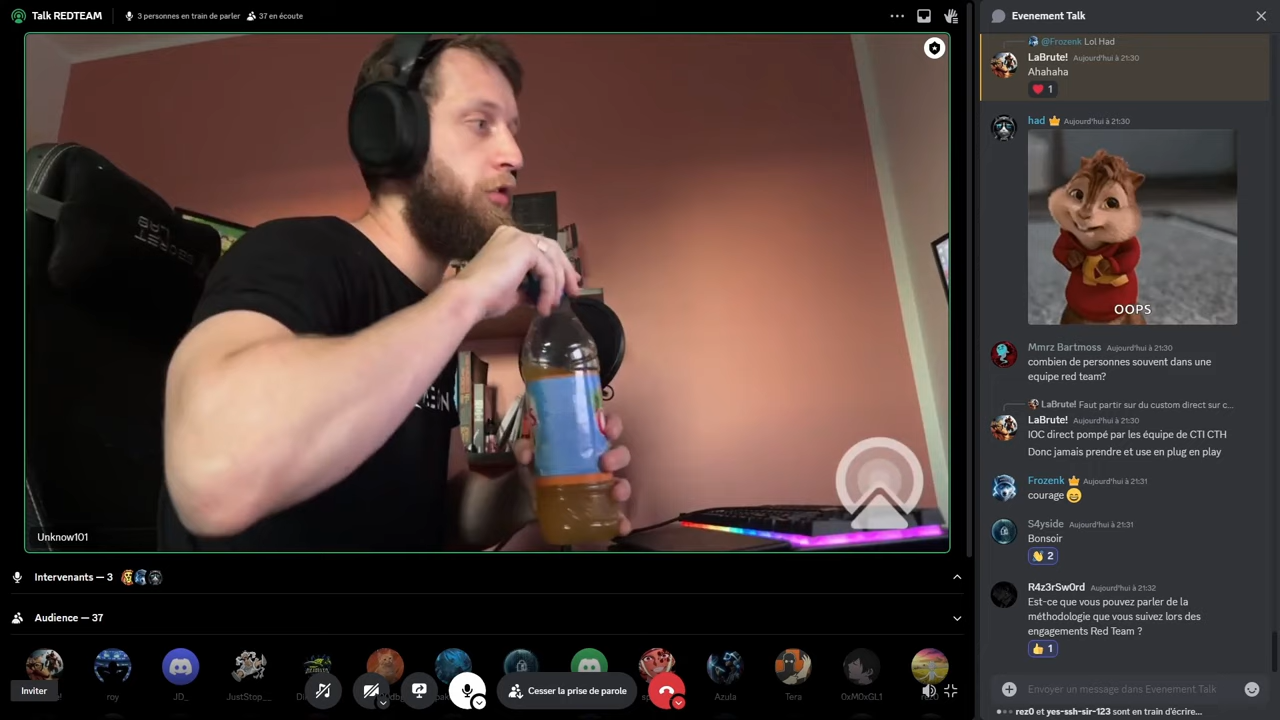 Talk REDTEAM
3 personnes en train de parler
37 en écoute
Evenement Talk
@Frozenk Lol Had
LaBrute! Aujourd'hui à 21:30
Ahahaha
1
had Aujourd'hui à 21:30
OOPS
Mmrz Bartmoss Aujourd'hui à 21:30
combien de personnes souvent dans une
equipe red team?
LaBrute! Faut partir sur du custom direct sur c...
LaBrute! Aujourd'hui à 21:30
IOC direct pompé par les équipe de CTI CTH
Donc jamais prendre et use en plug en play
Frozenk Aujourd'hui à 21:31
courage
S4yside Aujourd'hui à 21:31
Bonsoir
2
R4z3rSw0rd Aujourd'hui à 21:32
Est-ce que vous pouvez parler de la
méthodologie que vous suivez lors des
engagements Red Team ?
1
Envoyer un message dans Evenement Talk
rez0 et yes-ssh-sir-123 sont en train d'écrire...
Unknow101
Intervenants — 3
Audience — 37
Inviter
roy
JD_
JustStop__
Cesser la prise de parole
Azula
Tera
0xM0xGL1